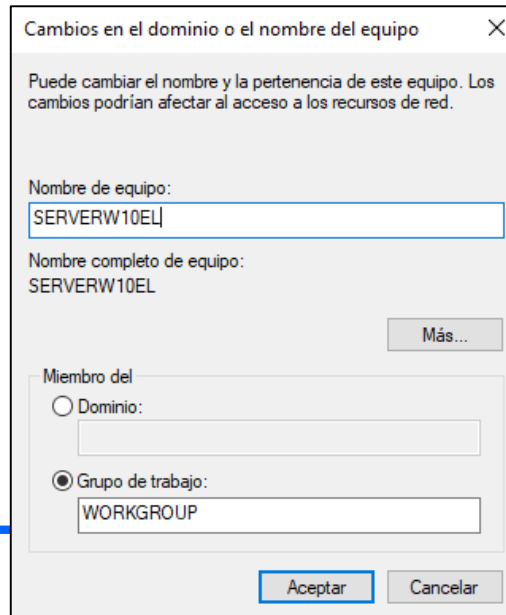 Cambios en el dominio o el nombre del equipo
Puede cambiar el nombre y la pertenencia de este equipo. Los
cambios podrían afectar al acceso a los recursos de red.
Nombre de equipo:
SERVERW10EL
Nombre completo de equipo:
SERVERW10EL
Más...
Miembro del
Dominio:
Grupo de trabajo:
WORKGROUP
Aceptar
Cancelar